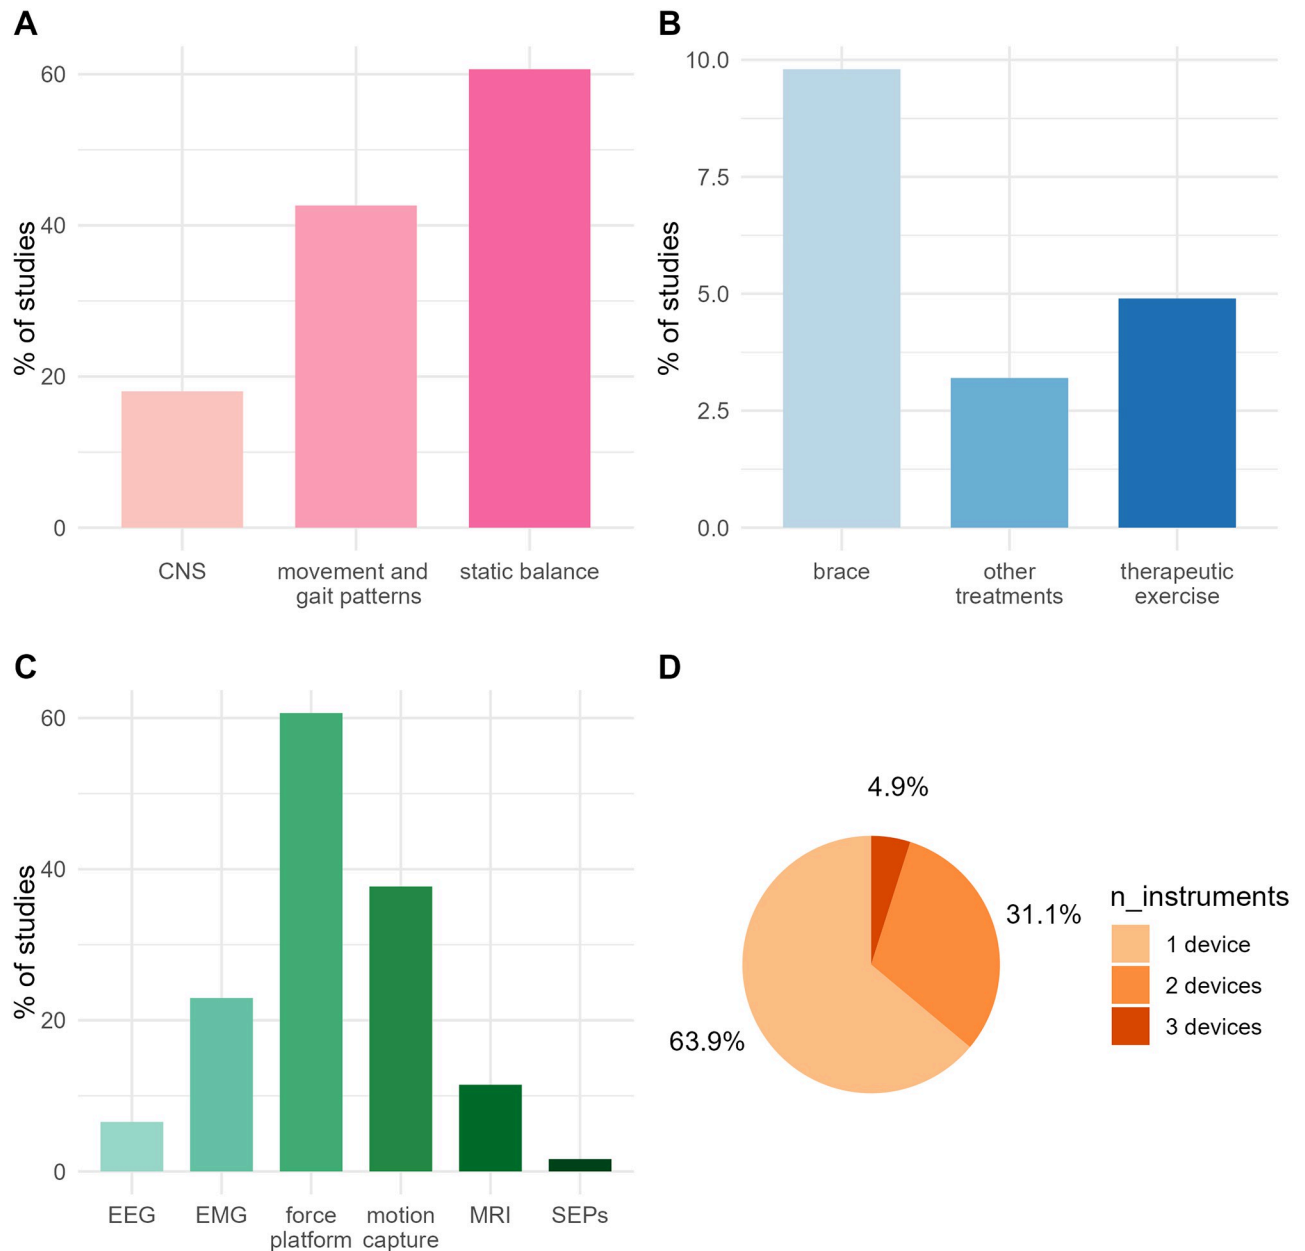 A
% of studies
60
40
20
0
CNS
movement and
gait patterns
static balance
B
% of studies
10.0
7.5
5.0
2.5
0.0
brace
other
treatments
therapeutic
exercise
C
% of studies
60
40
20
0
EEG
EMG
force
platform
motion
capture
MRI
SEPs
D
4.9%
31.1%
63.9%
n_instruments
1 device
2 devices
3 devices